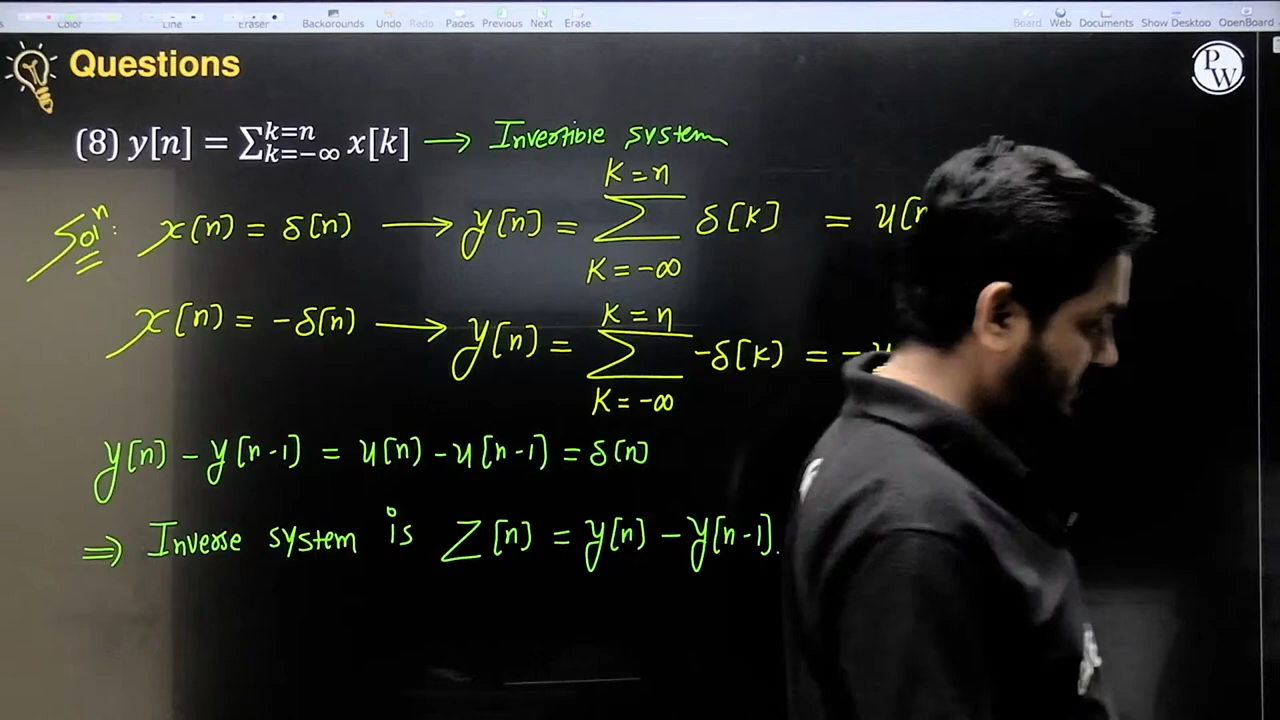 Color Line Eraser Backgrounds Undo Redo Pages Previous Next Erase Board Web Documents Show Desktop OpenBoard
Questions
PW
(8) y[n] = ∑_{k=-∞}^{k=n} x[k] → Invertible system
Solⁿ: x(n) = δ[n] → y[n] = ∑_{K=-∞}^{K=n} δ[K] = u[n
x[n] = -δ[n] → y[n] = ∑_{K=-∞}^{K=n} -δ[K] = -u
y[n] - y[n-1] = u[n] - u[n-1] = δ[n]
⇒ Inverse system is Z[n] = y[n] - y[n-1].